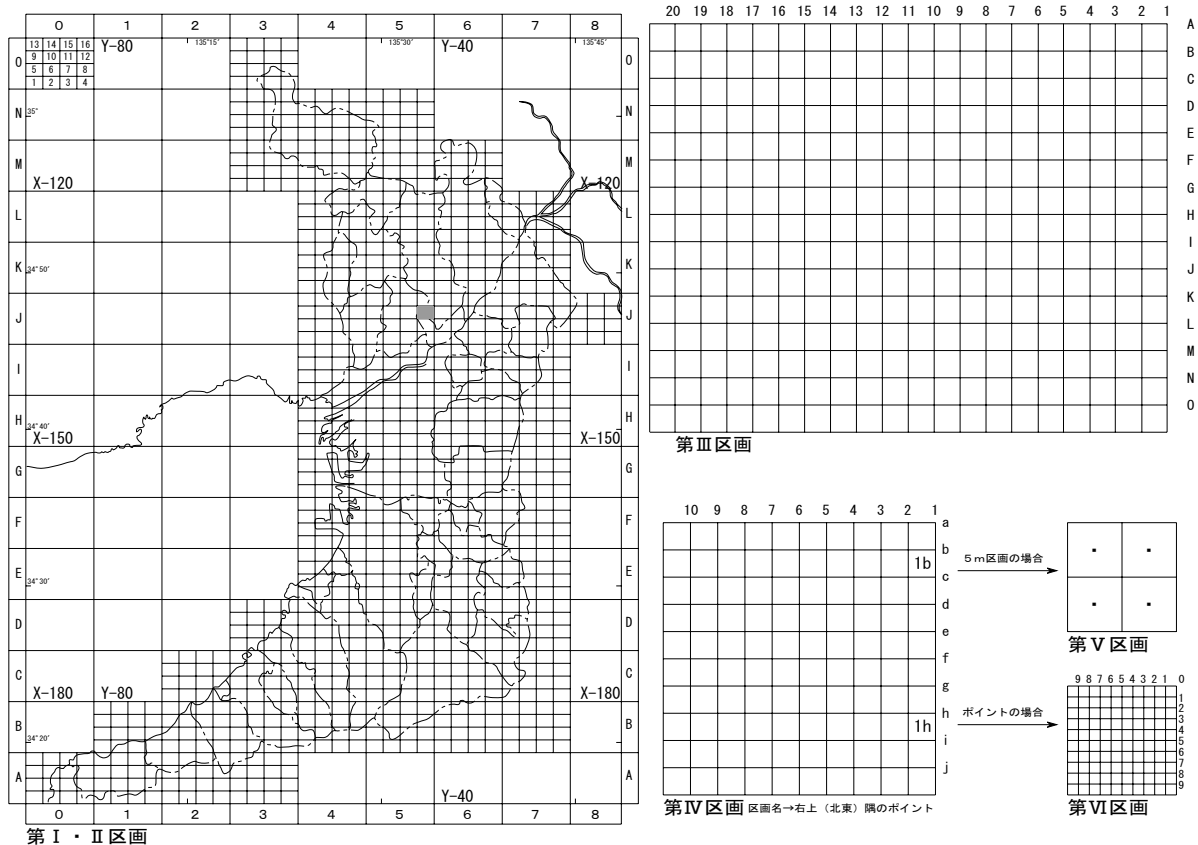 0 1 2 3 4 5 6 7 8
13 14 15 16
9 10 11 12
5 6 7 8
1 2 3 4
Y-80
135°15′
135°30′
Y-40
135°45′
O
O
N
35°
N
M
M
X-120
X-120
L
L
K
34°50′
K
J
J
I
I
H
34°40′
H
X-150
X-150
G
G
F
F
E
34°30′
E
D
D
C
C
X-180
Y-80
X-180
B
34°20′
B
A
A
Y-40
0 1 2 3 4 5 6 7 8
第Ⅰ・Ⅱ区画
20 19 18 17 16 15 14 13 12 11 10 9 8 7 6 5 4 3 2 1
A
B
C
D
E
F
G
H
I
J
K
L
M
N
O
第Ⅲ区画
10 9 8 7 6 5 4 3 2 1
a
b
1b
c
d
e
f
g
h
1h
i
j
第Ⅳ区画 区画名→右上（北東）隅のポイント
5m区画の場合
第Ⅴ区画
ポイントの場合
9 8 7 6 5 4 3 2 1 0
1
2
3
4
5
6
7
8
9
第Ⅵ区画